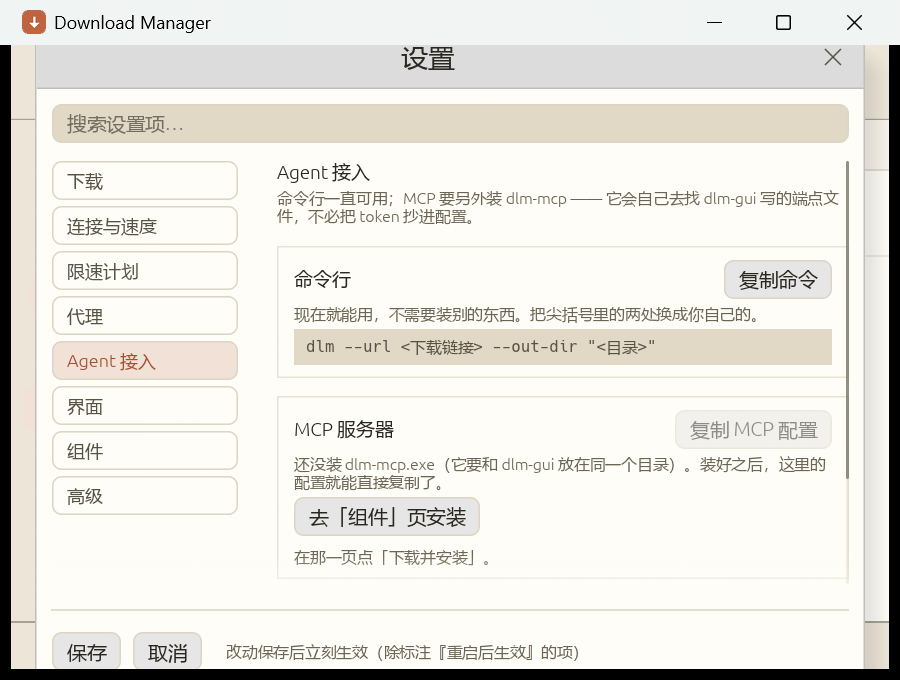 Download Manager
设置
搜索设置项…
下载
连接与速度
限速计划
代理
Agent 接入
界面
组件
高级
Agent 接入
命令行一直可用；MCP 要另外装 dlm-mcp —— 它会自己去找 dlm-gui 写的端点文
件，不必把 token 抄进配置。
命令行
复制命令
现在就能用，不需要装别的东西。把尖括号里的两处换成你自己的。
dlm --url <下载链接> --out-dir "<目录>"
MCP 服务器
复制 MCP 配置
还没装 dlm-mcp.exe（它要和 dlm-gui 放在同一个目录）。装好之后，这里的
配置就能直接复制了。
去「组件」页安装
在那一页点「下载并安装」。
保存
取消
改动保存后立刻生效（除标注『重启后生效』的项）